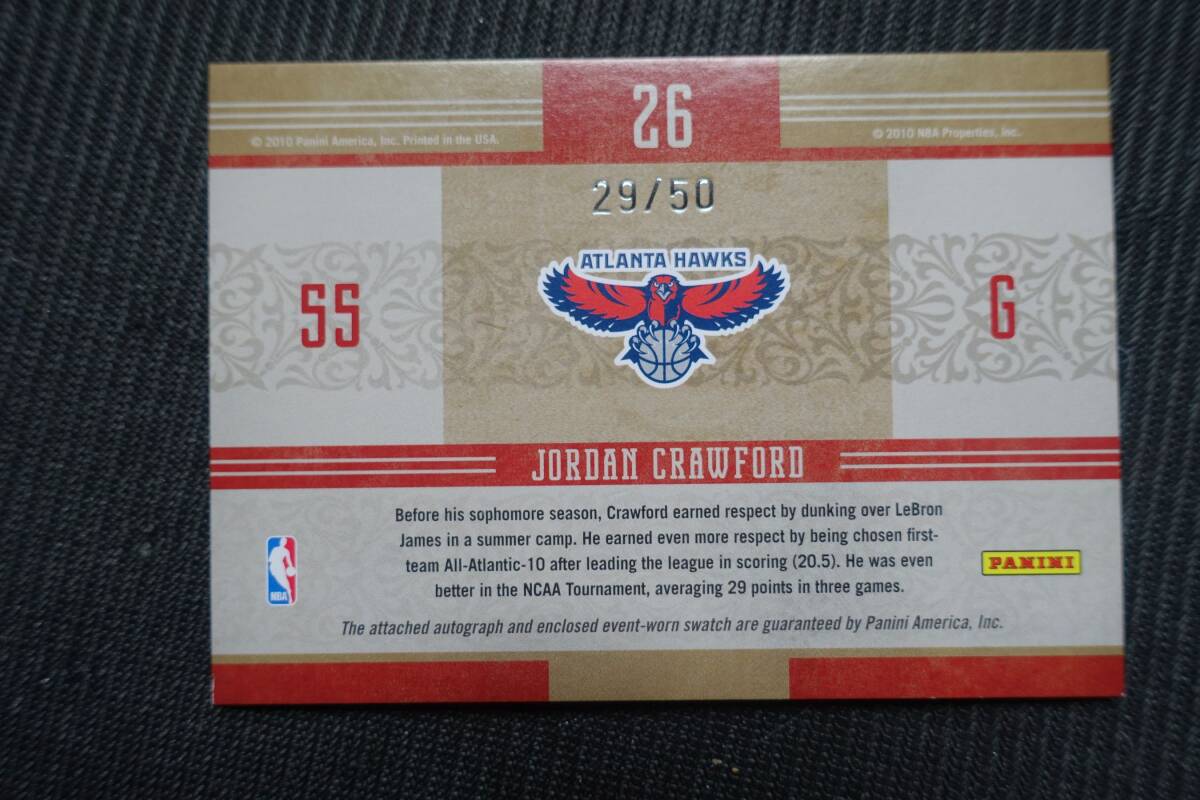 26
© 2010 Panini America, Inc. Printed in the USA.
© 2010 NBA Properties, Inc.
29/50
ATLANTA HAWKS
55
G
JORDAN CRAWFORD
Before his sophomore season, Crawford earned respect by dunking over LeBron
James in a summer camp. He earned even more respect by being chosen first-
team All-Atlantic-10 after leading the league in scoring (20.5). He was even
better in the NCAA Tournament, averaging 29 points in three games.
NBA
PANINI
The attached autograph and enclosed event-worn swatch are guaranteed by Panini America, Inc.